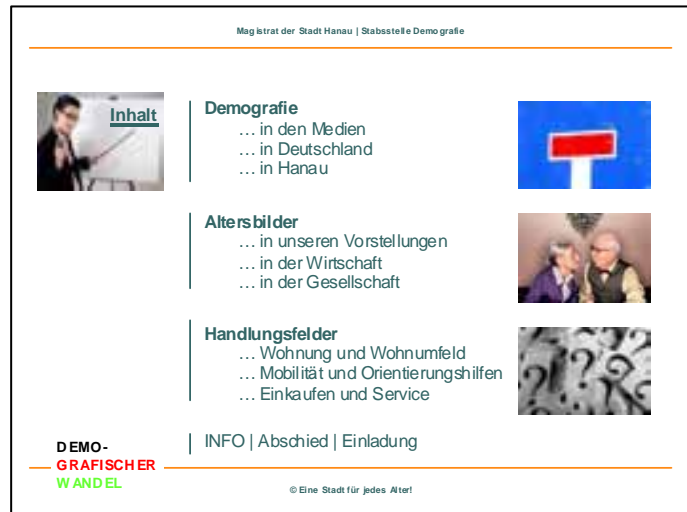 Magistrat der Stadt Hanau | Stabsstelle Demografie
Inhalt
Demografie
… in den Medien
… in Deutschland
… in Hanau
Altersbilder
… in unseren Vorstellungen
… in der Wirtschaft
… in der Gesellschaft
Handlungsfelder
… Wohnung und Wohnumfeld
… Mobilität und Orientierungshilfen
… Einkaufen und Service
INFO | Abschied | Einladung
DEMO-
GRAFISCHER
WANDEL
© Eine Stadt für jedes Alter!